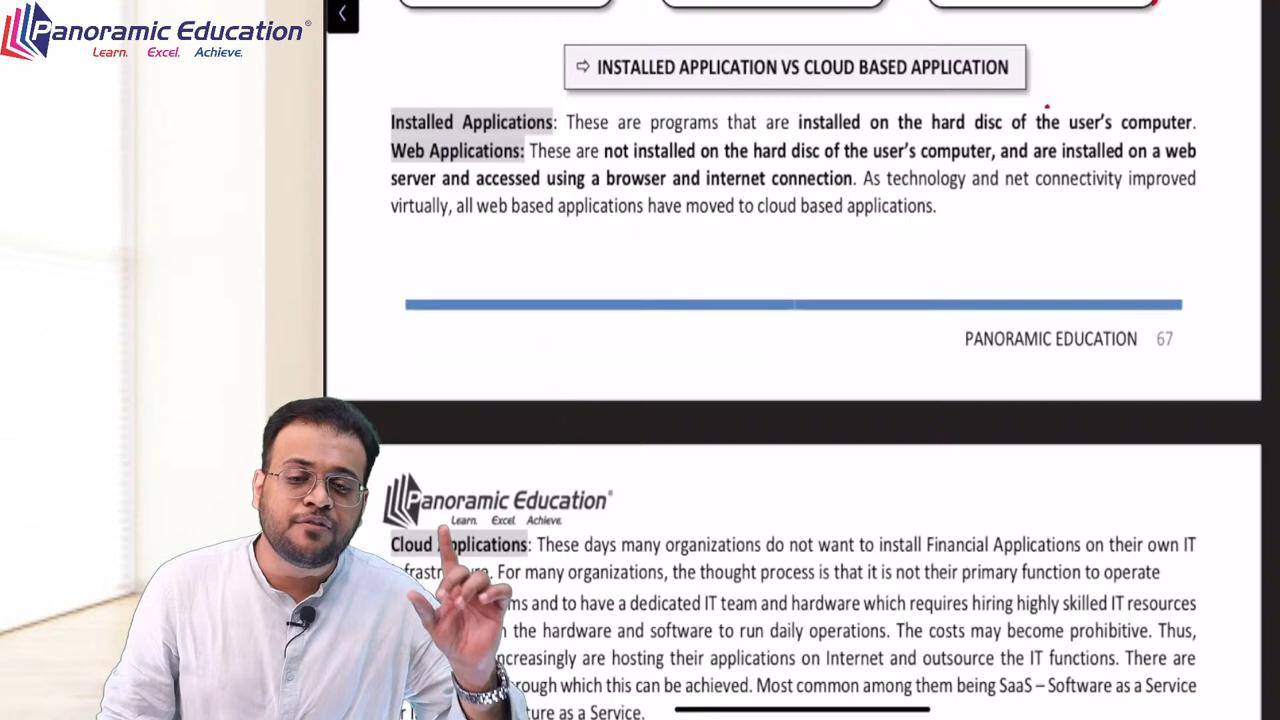 Panoramic Education®
Learn. Excel. Achieve.
⇨ INSTALLED APPLICATION VS CLOUD BASED APPLICATION
Installed Applications: These are programs that are installed on the hard disc of the user's computer.
Web Applications: These are not installed on the hard disc of the user's computer, and are installed on a web
server and accessed using a browser and internet connection. As technology and net connectivity improved
virtually, all web based applications have moved to cloud based applications.
PANORAMIC EDUCATION 67
Panoramic Education®
Learn. Excel. Achieve.
Cloud Applications: These days many organizations do not want to install Financial Applications on their own IT
For many organizations, the thought process is that it is not their primary function to operate
and to have a dedicated IT team and hardware which requires hiring highly skilled IT resources
the hardware and software to run daily operations. The costs may become prohibitive. Thus,
increasingly are hosting their applications on Internet and outsource the IT functions. There are
through which this can be achieved. Most common among them being SaaS – Software as a Service
as a Service.